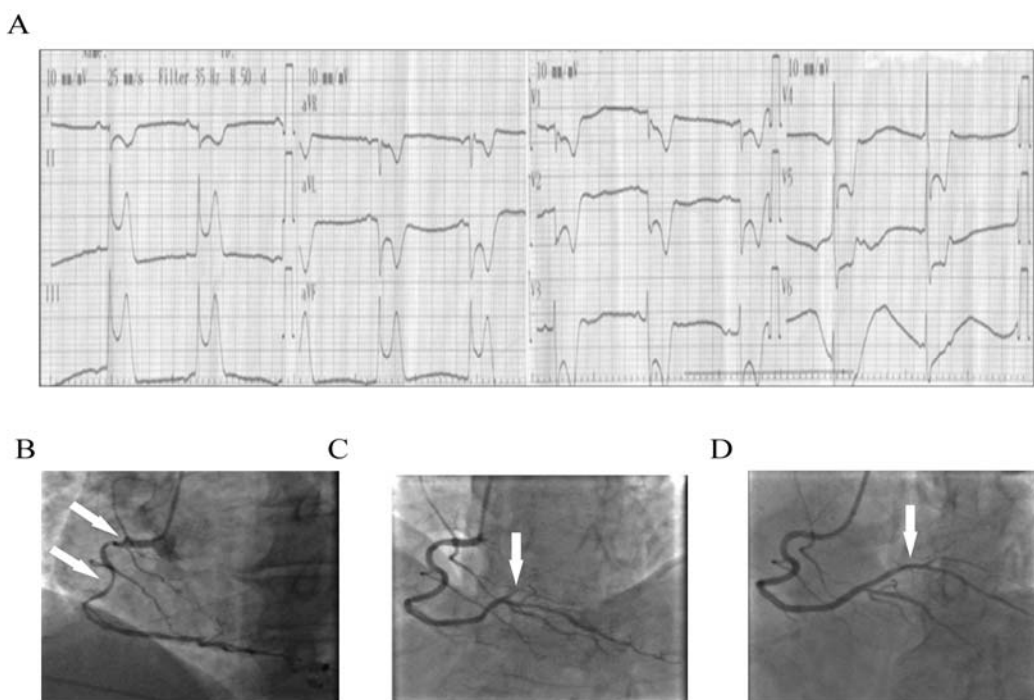 A
10 mm/mV 25 mm/s Filter 35 Hz H 50 d 10 mm/mV 10 mm/mV 10 mm/mV
I aVR V1 V4
II aVL V2 V5
III aVF V3 V6
B C D